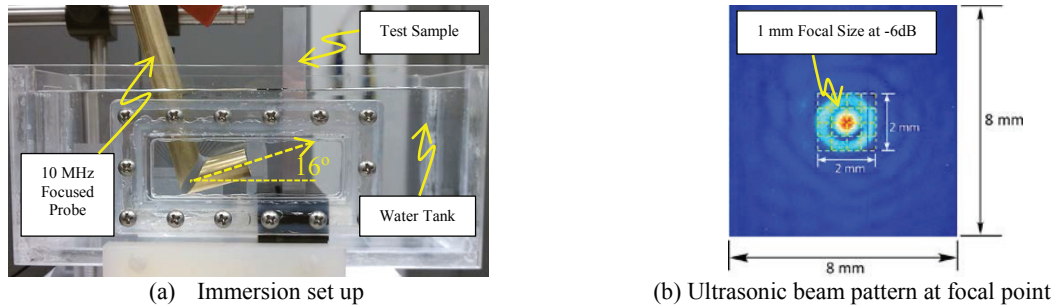 Test Sample
16°
10 MHz
Focused
Probe
Water Tank
(a) Immersion set up
1 mm Focal Size at -6dB
2 mm
2 mm
8 mm
8 mm
(b) Ultrasonic beam pattern at focal point